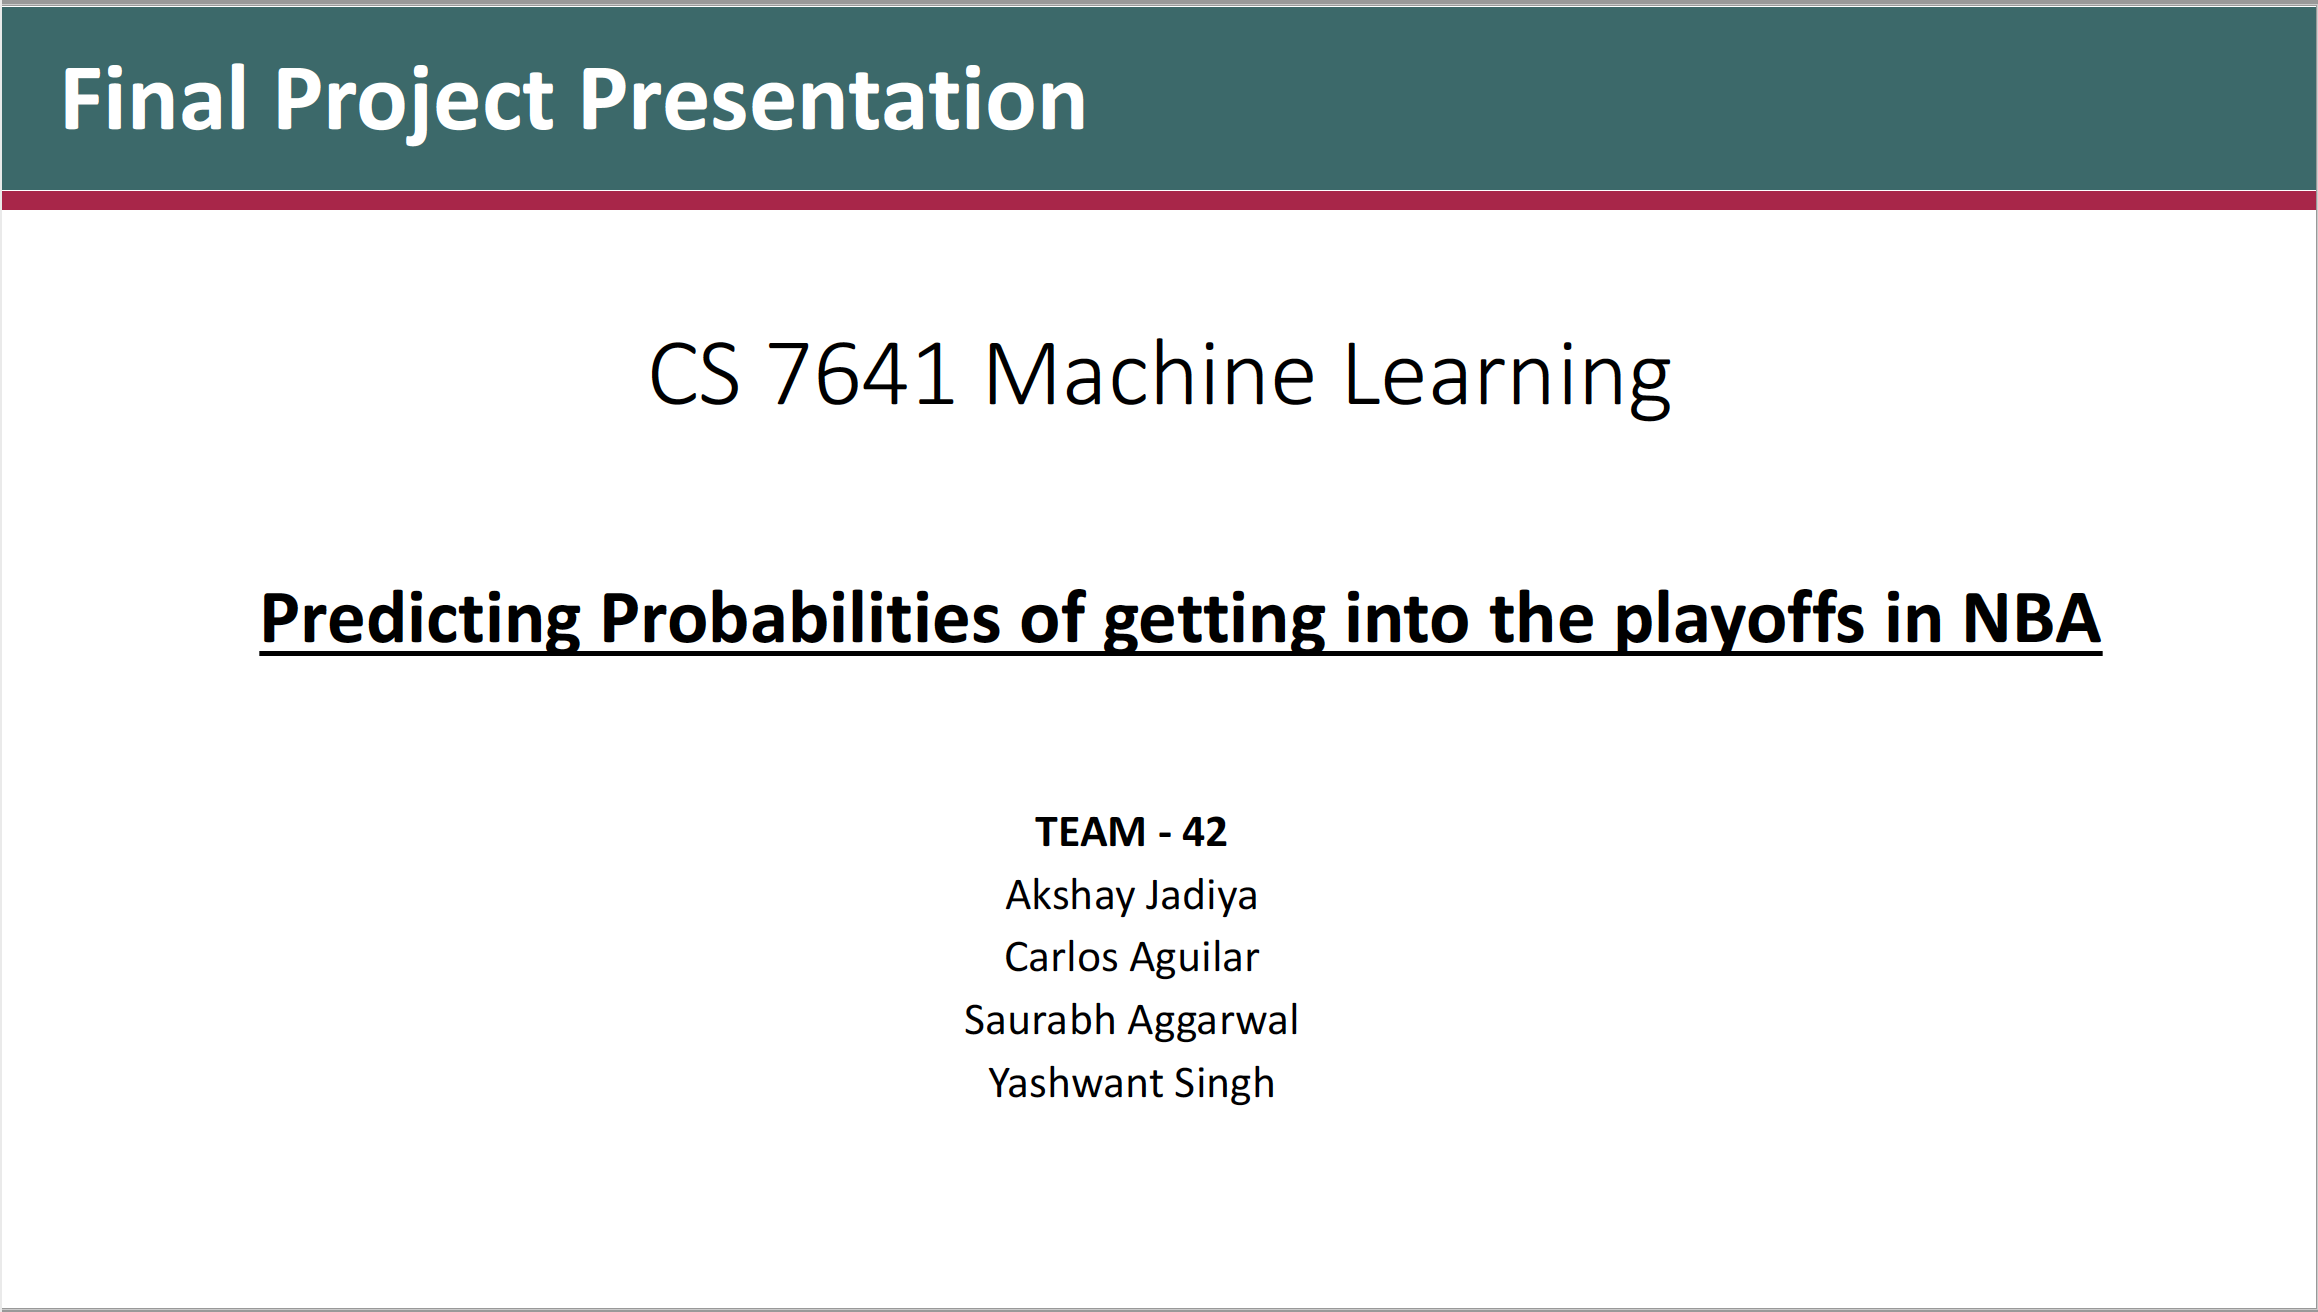 Final Project Presentation
CS 7641 Machine Learning
Predicting Probabilities of getting into the playoffs in NBA
TEAM - 42
Akshay Jadiya
Carlos Aguilar
Saurabh Aggarwal
Yashwant Singh